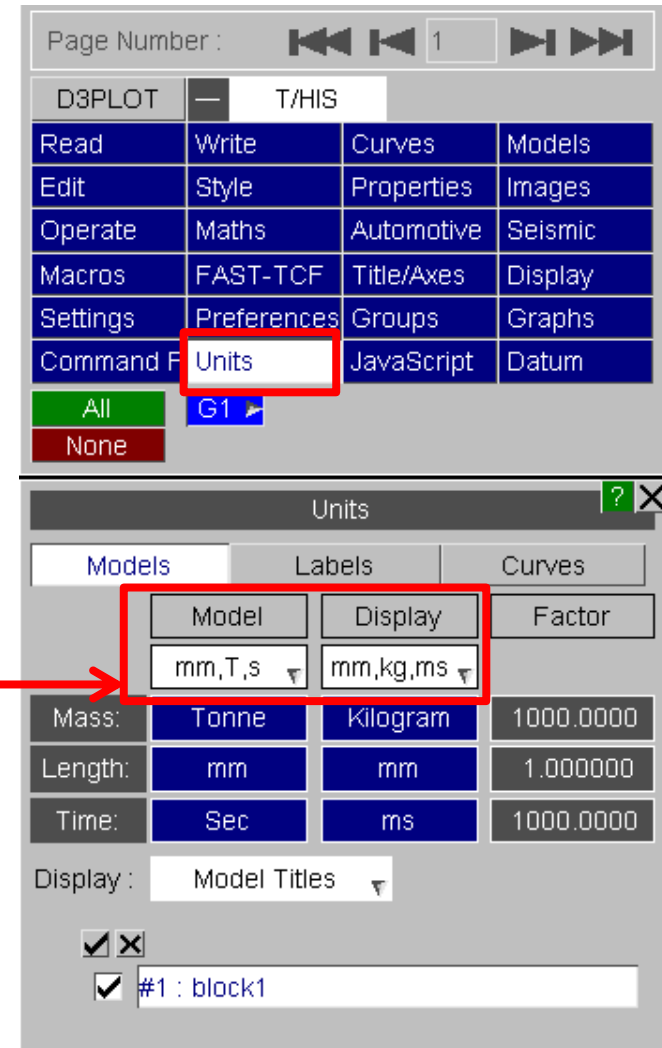 Page Number : 1
D3PLOT — T/HIS
Read Write Curves Models
Edit Style Properties Images
Operate Maths Automotive Seismic
Macros FAST-TCF Title/Axes Display
Settings Preferences Groups Graphs
Command F Units JavaScript Datum
All G1
None
Units ? X
Models Labels Curves
Model Display Factor
mm,T,s mm,kg,ms
Mass: Tonne Kilogram 1000.0000
Length: mm mm 1.000000
Time: Sec ms 1000.0000
Display : Model Titles
#1 : block1